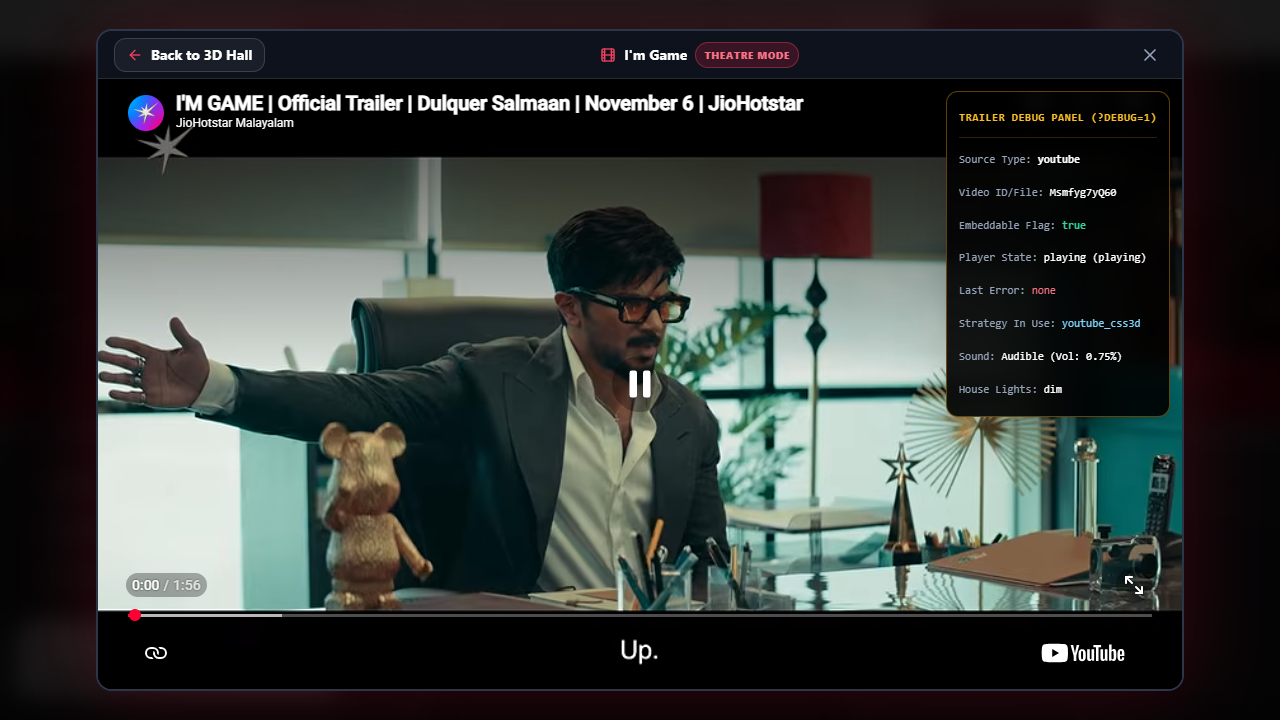 Back to 3D Hall
I'm Game
THEATRE MODE
I'M GAME | Official Trailer | Dulquer Salmaan | November 6 | JioHotstar
JioHotstar Malayalam
TRAILER DEBUG PANEL (?DEBUG=1)
Source Type: youtube
Video ID/File: Msmfyg7yQ60
Embeddable Flag: true
Player State: playing (playing)
Last Error: none
Strategy In Use: youtube_css3d
Sound: Audible (Vol: 0.75%)
House Lights: dim
0:00 / 1:56
Up.
YouTube